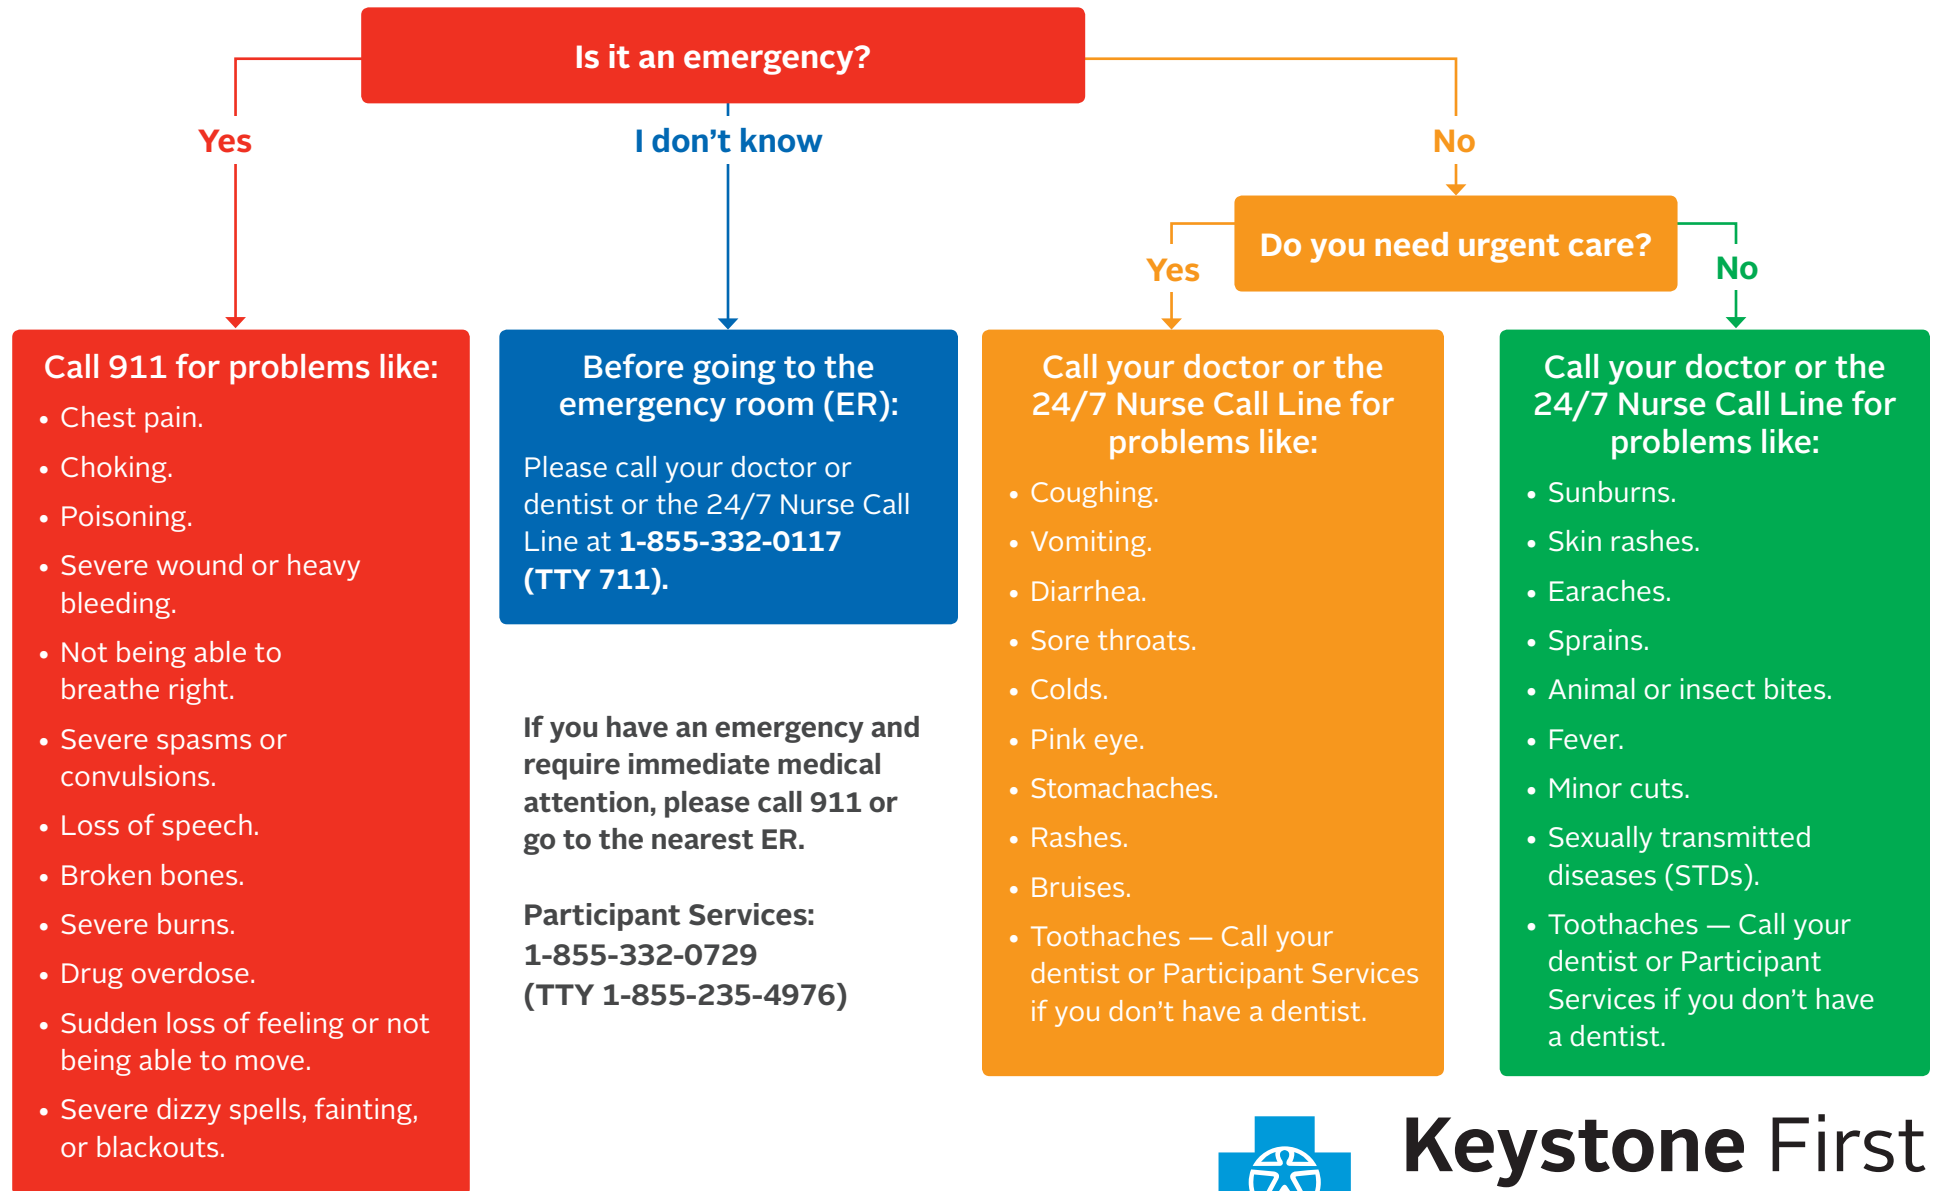 Is it an emergency?
Yes
I don't know
No
Do you need urgent care?
Yes
No
Call 911 for problems like:
• Chest pain.
• Choking.
• Poisoning.
• Severe wound or heavy
bleeding.
• Not being able to
breathe right.
• Severe spasms or
convulsions.
• Loss of speech.
• Broken bones.
• Severe burns.
• Drug overdose.
• Sudden loss of feeling or not
being able to move.
• Severe dizzy spells, fainting,
or blackouts.
Before going to the
emergency room (ER):
Please call your doctor or
dentist or the 24/7 Nurse Call
Line at 1-855-332-0117
(TTY 711).
If you have an emergency and
require immediate medical
attention, please call 911 or
go to the nearest ER.
Participant Services:
1-855-332-0729
(TTY 1-855-235-4976)
Call your doctor or the
24/7 Nurse Call Line for
problems like:
• Coughing.
• Vomiting.
• Diarrhea.
• Sore throats.
• Colds.
• Pink eye.
• Stomachaches.
• Rashes.
• Bruises.
• Toothaches — Call your
dentist or Participant Services
if you don't have a dentist.
Call your doctor or the
24/7 Nurse Call Line for
problems like:
• Sunburns.
• Skin rashes.
• Earaches.
• Sprains.
• Animal or insect bites.
• Fever.
• Minor cuts.
• Sexually transmitted
diseases (STDs).
• Toothaches — Call your
dentist or Participant
Services if you don't have
a dentist.
Keystone First